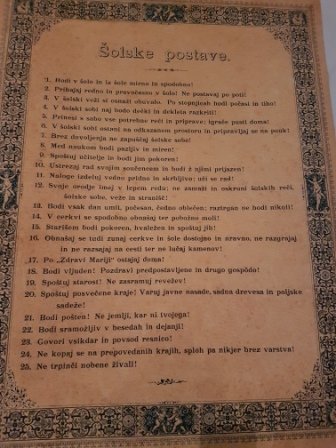 Šolske postave.
1. Hodi v šole in iz šole mirno in spodobno!
2. Prihajaj redno in pravočasno v šolo! Ne postavaj po poti!
3. V šolski veži si osnaži obuvalo. Po stopnjicah hodi počasi in tiho!
4. V šolski sobi naj bodo dečki in dekleta razkriti!
5. Prinesi s sabo vse potrebne reči in priprave; igrače pusti doma!
6. V šolski sobi ostani na odkazanem prostoru in pripravljaj se na pouk!
7. Brez dovoljenja ne zapuščaj šolske sobe!
8. Med naukom bodi pazljiv in miren!
9. Spoštuj učitelje in bodi jim pokoren!
10. Ustrezaj rad svojim součencem in bodi ž njimi prijazen!
11. Naloge izdeluj vedno pridno in skrbljivo; uči se rad!
12. Svoje orodje imej v lepem redu; ne zamaži in oskruni šolskih reči,
šolske sobe, veže in stranišč!
13. Hodi vsak dan umit, počesan, čedno oblečen; raztrgan ne hodi nikoli!
14. V cerkvi se spodobno obnašaj ter pobožno moli!
15. Starišem bodi pokoren, hvaležen in spoštuj jih!
16. Obnašaj se tudi zunaj cerkve in šole dostojno in zravno, ne razgrajaj
in ne razsajaj na cesti ter ne lučaj kamenov!
17. Po „Zdravi Mariji“ ostaj doma!
18. Bodi vljuden! Pozdravi predpostavljene in drugo gospôdo!
19. Spoštuj starost! Ne zasramuj revežev!
20. Spoštuj posvečene kraje! Varuj javne nasade, sadna drevesa in poljske
sadeže!
21. Bodi pošten! Ne jemlji, kar ni tvojega!
22. Bodi sramožljiv v besedah in dejanji!
23. Govori vsikdar in povsod resnico!
24. Ne kopaj se na prepovedanih krajih, sploh pa nikjer brez varstva!
25. Ne trpinči nobene živali!